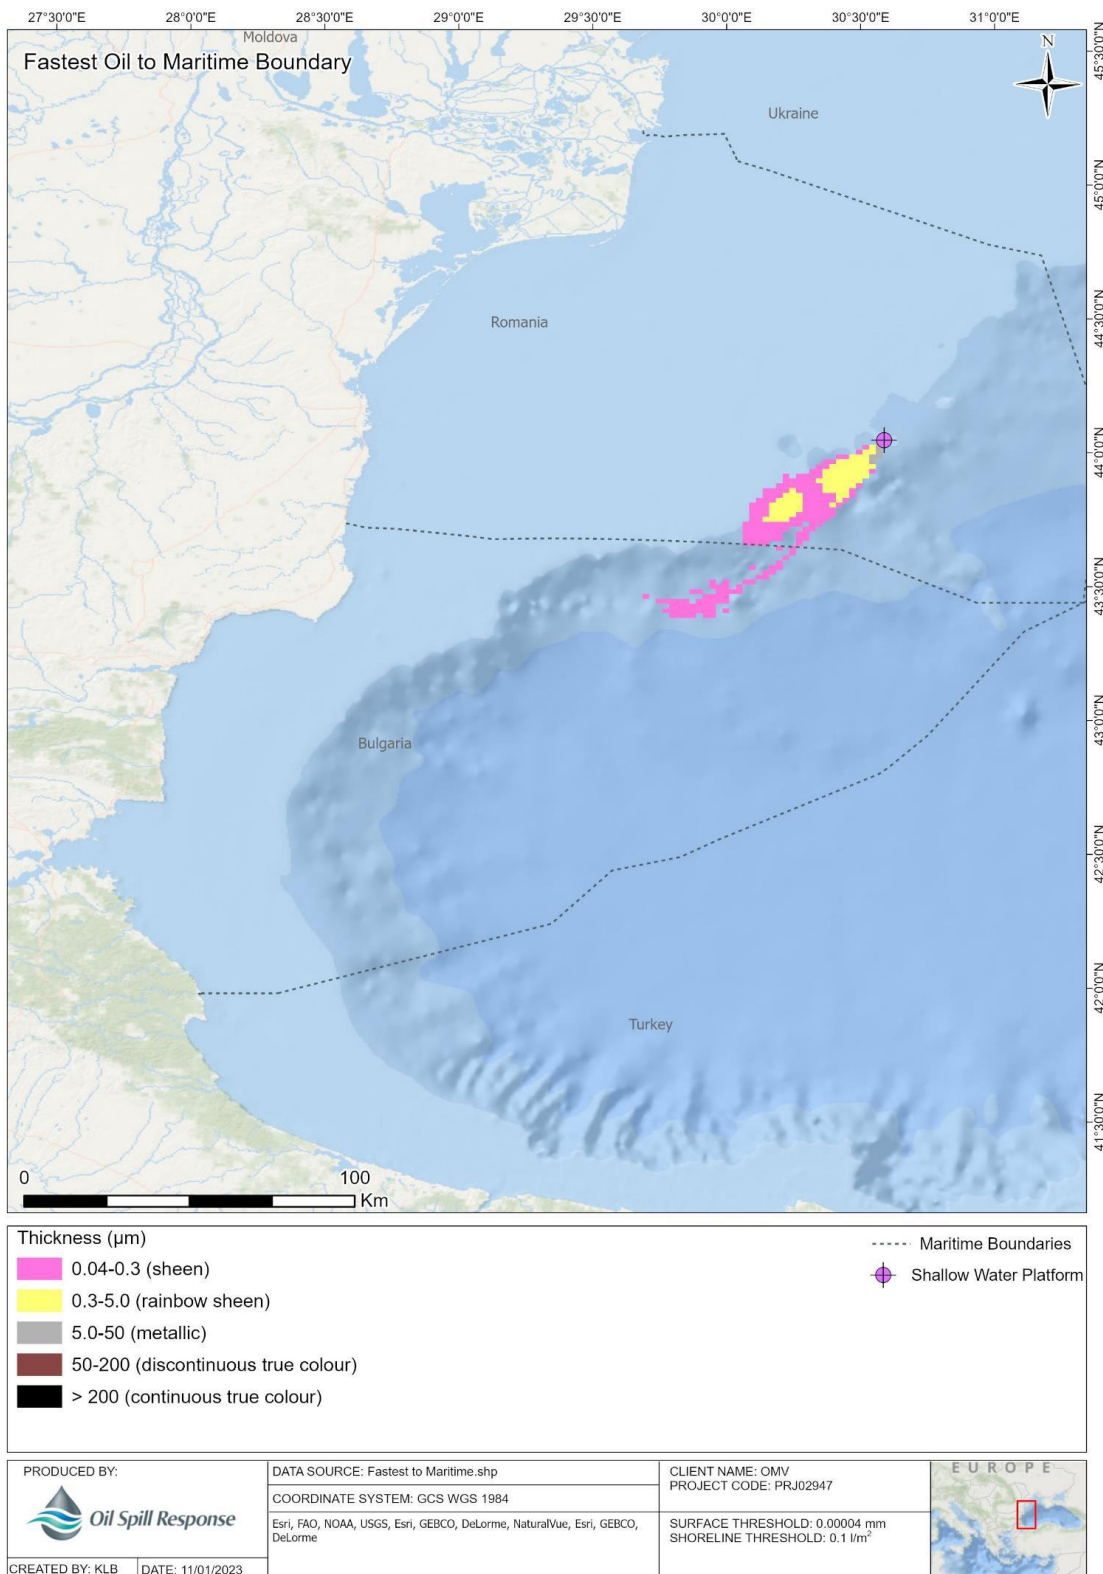 27°30'0"E 28°0'0"E 28°30'0"E 29°0'0"E 29°30'0"E 30°0'0"E 30°30'0"E 31°0'0"E
Moldova
Fastest Oil to Maritime Boundary
N
45°30'0"N
Ukraine
45°0'0"N
Romania
44°30'0"N
44°0'0"N
43°30'0"N
43°0'0"N
Bulgaria
42°30'0"N
42°0'0"N
Turkey
41°30'0"N
0 100
Km
Thickness (µm)
0.04-0.3 (sheen)
0.3-5.0 (rainbow sheen)
5.0-50 (metallic)
50-200 (discontinuous true colour)
> 200 (continuous true colour)
Maritime Boundaries
Shallow Water Platform
PRODUCED BY:
Oil Spill Response
CREATED BY: KLB DATE: 11/01/2023
DATA SOURCE: Fastest to Maritime.shp
COORDINATE SYSTEM: GCS WGS 1984
Esri, FAO, NOAA, USGS, Esri, GEBCO, DeLorme, NaturalVue, Esri, GEBCO,
DeLorme
CLIENT NAME: OMV
PROJECT CODE: PRJ02947
SURFACE THRESHOLD: 0.00004 mm
SHORELINE THRESHOLD: 0.1 l/m²
EUROPE